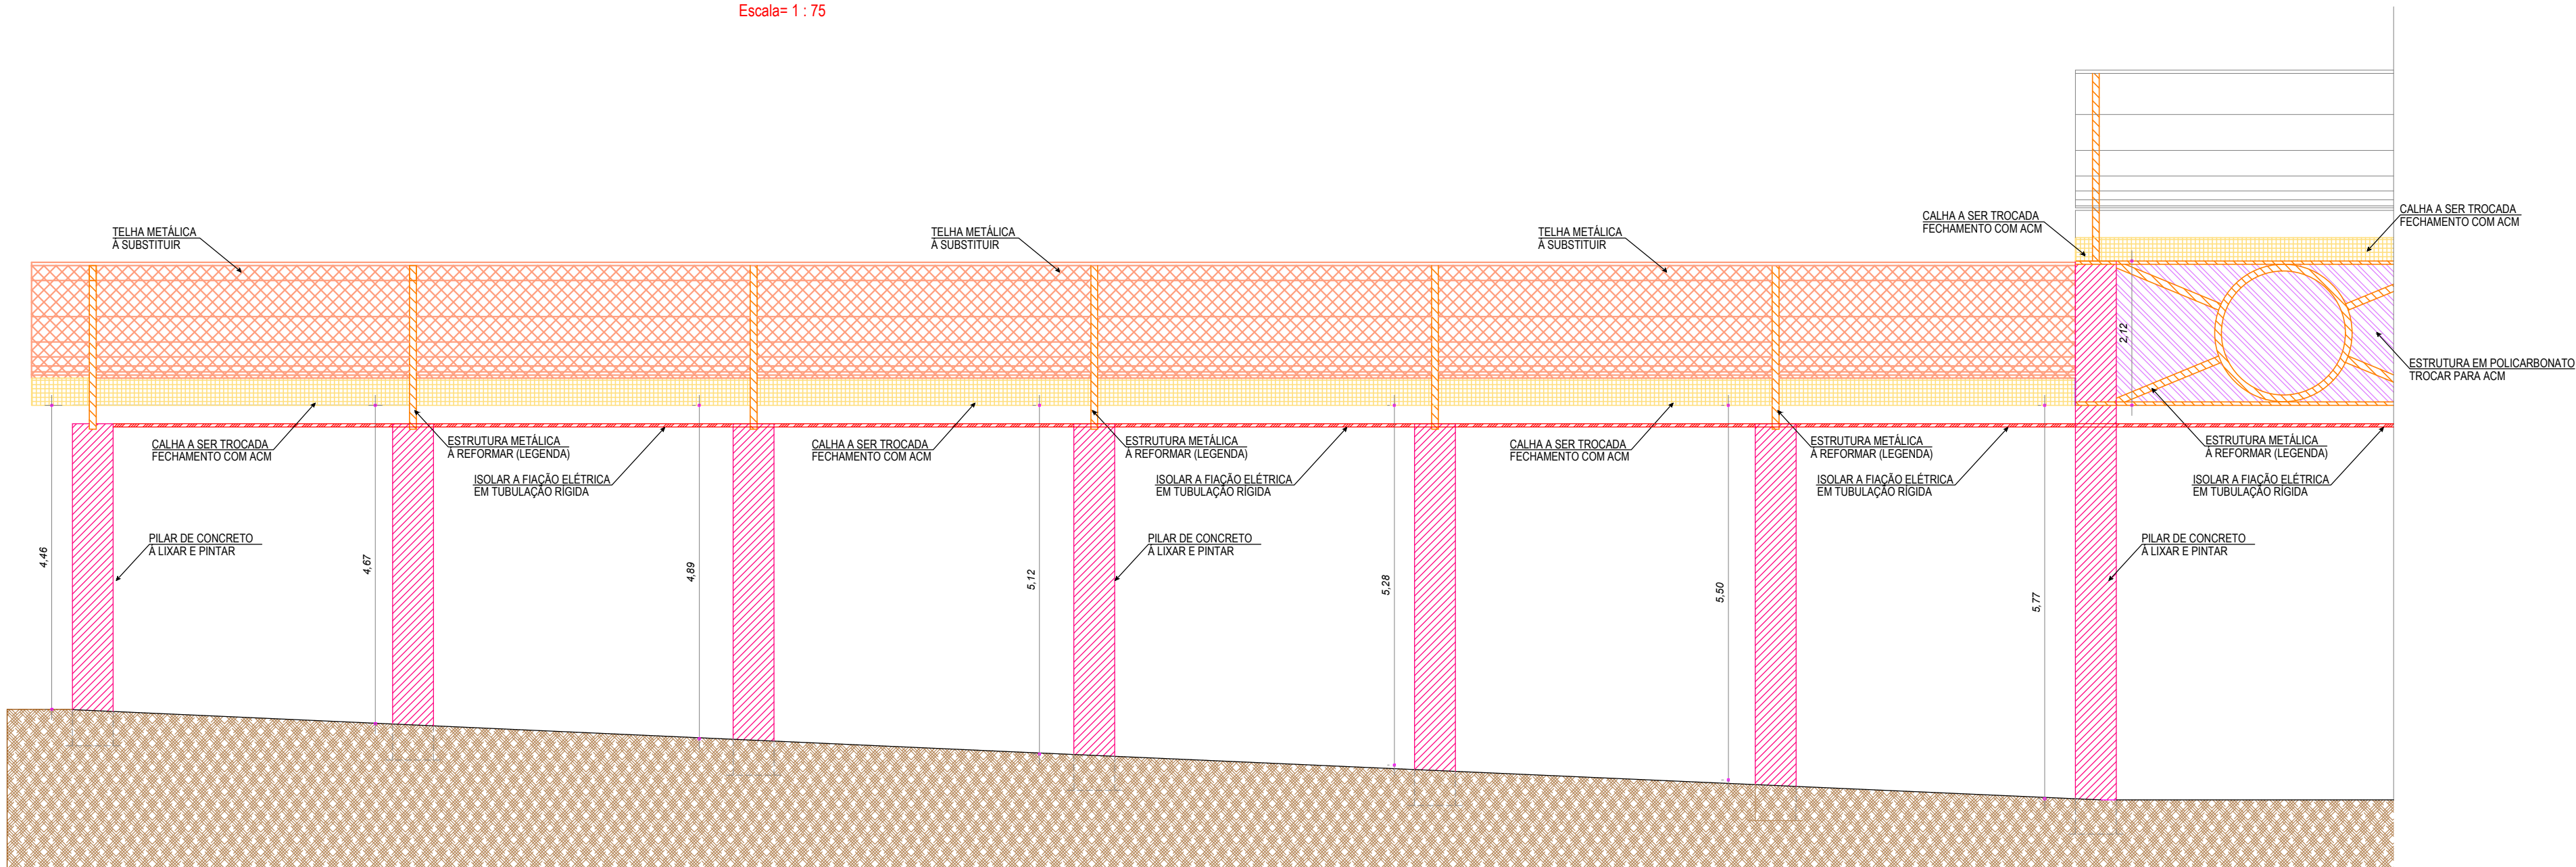 Escala= 1 : 75
TELHA METÁLICA
À SUBSTITUIR
TELHA METÁLICA
À SUBSTITUIR
TELHA METÁLICA
À SUBSTITUIR
CALHA A SER TROCADA
FECHAMENTO COM ACM
CALHA A SER TROCADA
FECHAMENTO COM ACM
2,12
ESTRUTURA EM POLICARBONATO
TROCAR PARA ACM
CALHA A SER TROCADA
FECHAMENTO COM ACM
ESTRUTURA METÁLICA
À REFORMAR (LEGENDA)
CALHA A SER TROCADA
FECHAMENTO COM ACM
ESTRUTURA METÁLICA
À REFORMAR (LEGENDA)
CALHA A SER TROCADA
FECHAMENTO COM ACM
ESTRUTURA METÁLICA
À REFORMAR (LEGENDA)
ESTRUTURA METÁLICA
À REFORMAR (LEGENDA)
ISOLAR A FIAÇÃO ELÉTRICA
EM TUBULAÇÃO RÍGIDA
ISOLAR A FIAÇÃO ELÉTRICA
EM TUBULAÇÃO RÍGIDA
ISOLAR A FIAÇÃO ELÉTRICA
EM TUBULAÇÃO RÍGIDA
ISOLAR A FIAÇÃO ELÉTRICA
EM TUBULAÇÃO RÍGIDA
PILAR DE CONCRETO
À LIXAR E PINTAR
PILAR DE CONCRETO
À LIXAR E PINTAR
PILAR DE CONCRETO
À LIXAR E PINTAR
4,46
4,67
4,89
5,12
5,28
5,50
5,77